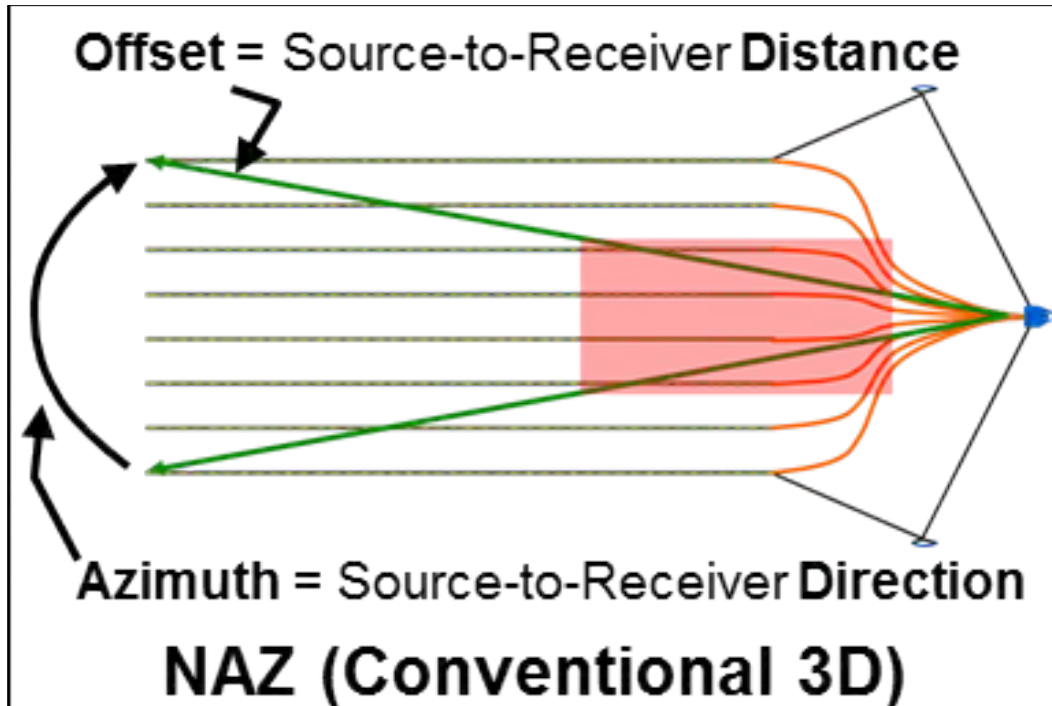 Offset = Source-to-Receiver Distance
Azimuth = Source-to-Receiver Direction
NAZ (Conventional 3D)